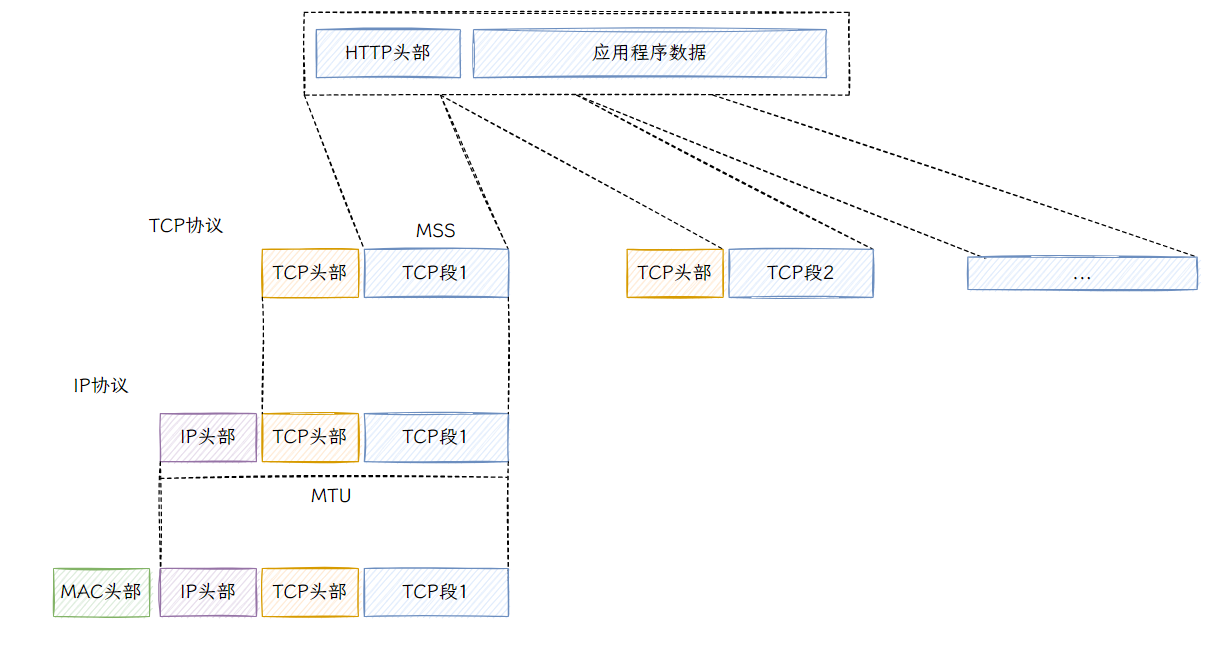 HTTP头部
应用程序数据
TCP协议
MSS
TCP头部
TCP段1
TCP头部
TCP段2
...
IP协议
IP头部
TCP头部
TCP段1
MTU
MAC头部
IP头部
TCP头部
TCP段1